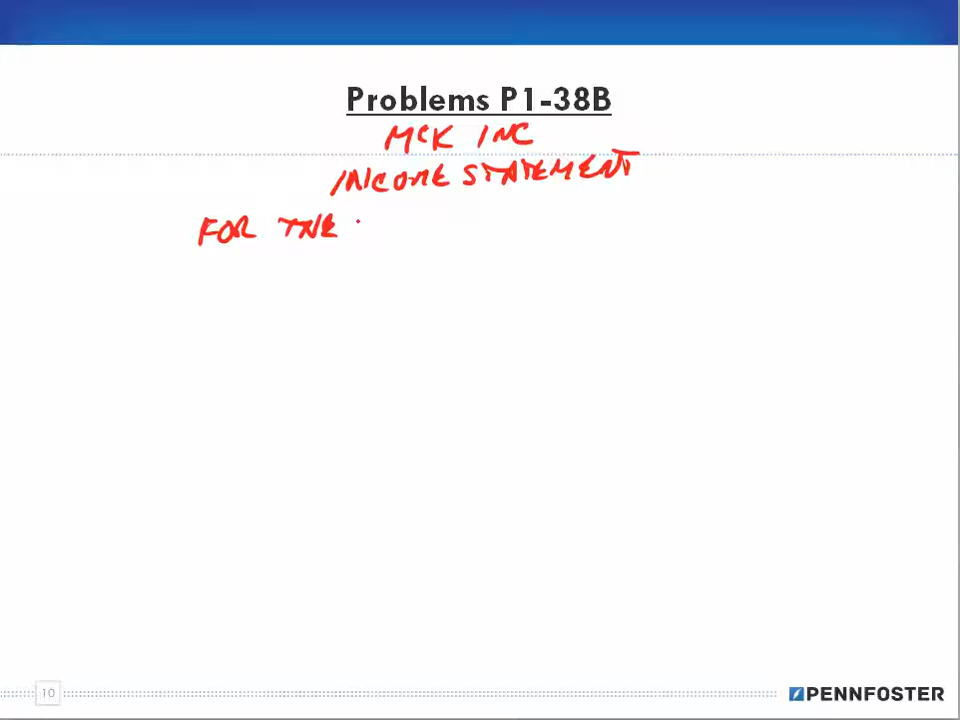 Problems P1-38B
MCK INC
INCOME STATEMENT
FOR THE
10
PENNFOSTER